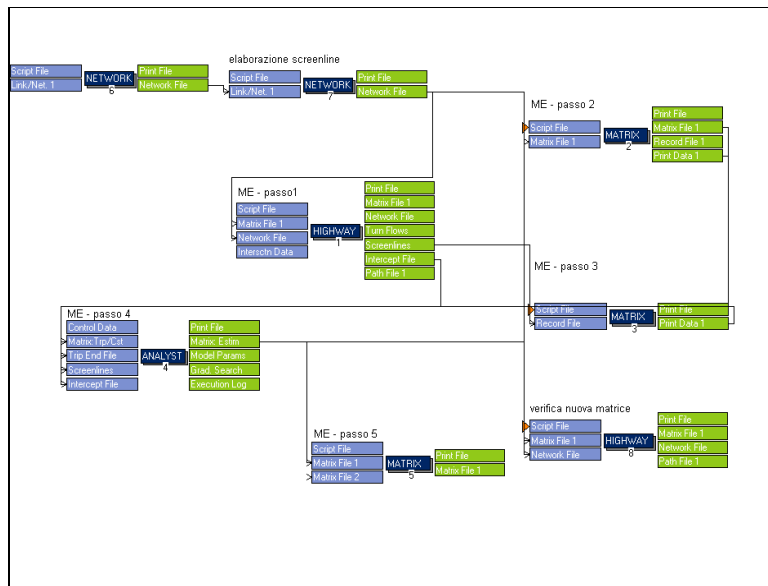 elaborazione screenline
Script File
Link/Net. 1
NETWORK
6
Print File
Network File
Script File
Link/Net. 1
NETWORK
7
Print File
Network File
ME - passo 2
Script File
Matrix File 1
MATRIX
2
Print File
Matrix File 1
Record File 1
Print Data 1
ME - passo1
Script File
Matrix File 1
Network File
Intersctn Data
HIGHWAY
1
Print File
Matrix File 1
Network File
Turn Flows
Screenlines
Intercept File
Path File 1
ME - passo 3
Script File
Record File
MATRIX
3
Print File
Print Data 1
ME - passo 4
Control Data
Matrix:Trp/Cst
Trip End File
Screenlines
Intercept File
ANALYST
4
Print File
Matrix: Estim
Model Params
Grad. Search
Execution Log
ME - passo 5
Script File
Matrix File 1
Matrix File 2
MATRIX
5
Print File
Matrix File 1
verifica nuova matrice
Script File
Matrix File 1
Network File
HIGHWAY
8
Print File
Matrix File 1
Network File
Path File 1